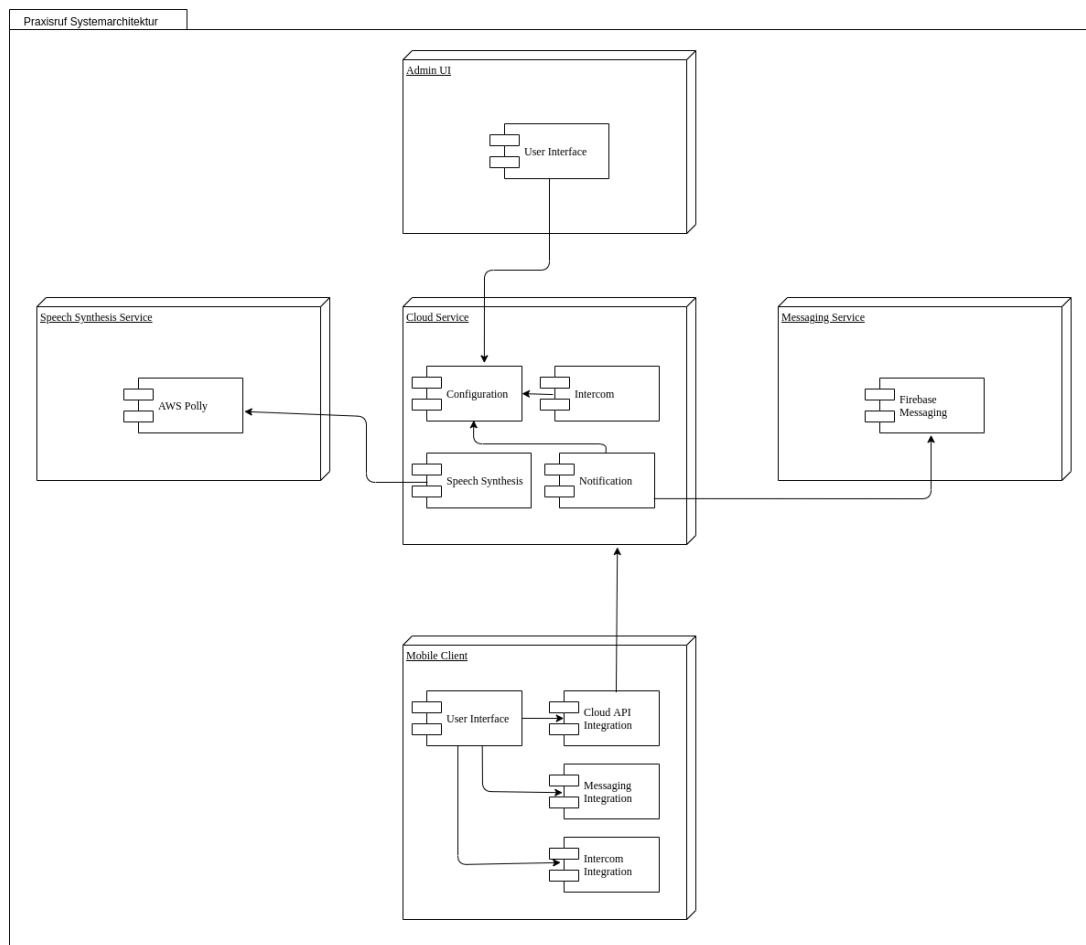 Praxisruf Systemarchitektur
Admin UI
User Interface
Speech Synthesis Service
AWS Polly
Cloud Service
Configuration
Intercom
Speech Synthesis
Notification
Messaging Service
Firebase
Messaging
Mobile Client
User Interface
Cloud API
Integration
Messaging
Integration
Intercom
Integration